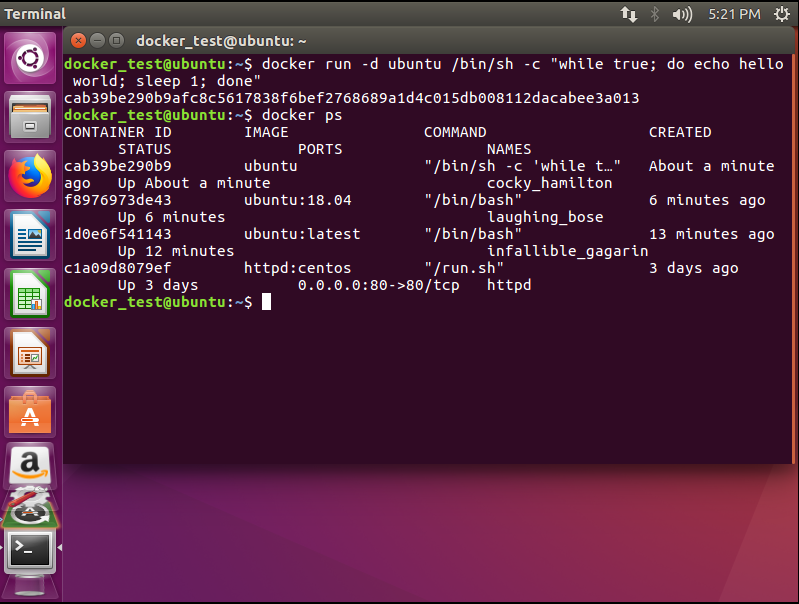 Terminal
5:21 PM
docker_test@ubuntu: ~
docker_test@ubuntu:~$ docker run -d ubuntu /bin/sh -c "while true; do echo hello
 world; sleep 1; done"
cab39be290b9afc8c5617838f6bef2768689a1d4c015db008112dacabee3a013
docker_test@ubuntu:~$ docker ps
CONTAINER ID        IMAGE               COMMAND                  CREATED
      STATUS              PORTS                NAMES
cab39be290b9        ubuntu              "/bin/sh -c 'while t…"   About a minute
ago   Up About a minute                        cocky_hamilton
f8976973de43        ubuntu:18.04        "/bin/bash"              6 minutes ago
      Up 6 minutes                             laughing_bose
1d0e6f541143        ubuntu:latest       "/bin/bash"              13 minutes ago
      Up 12 minutes                            infallible_gagarin
c1a09d8079ef        httpd:centos        "/run.sh"                3 days ago
      Up 3 days           0.0.0.0:80->80/tcp   httpd
docker_test@ubuntu:~$
a
>_